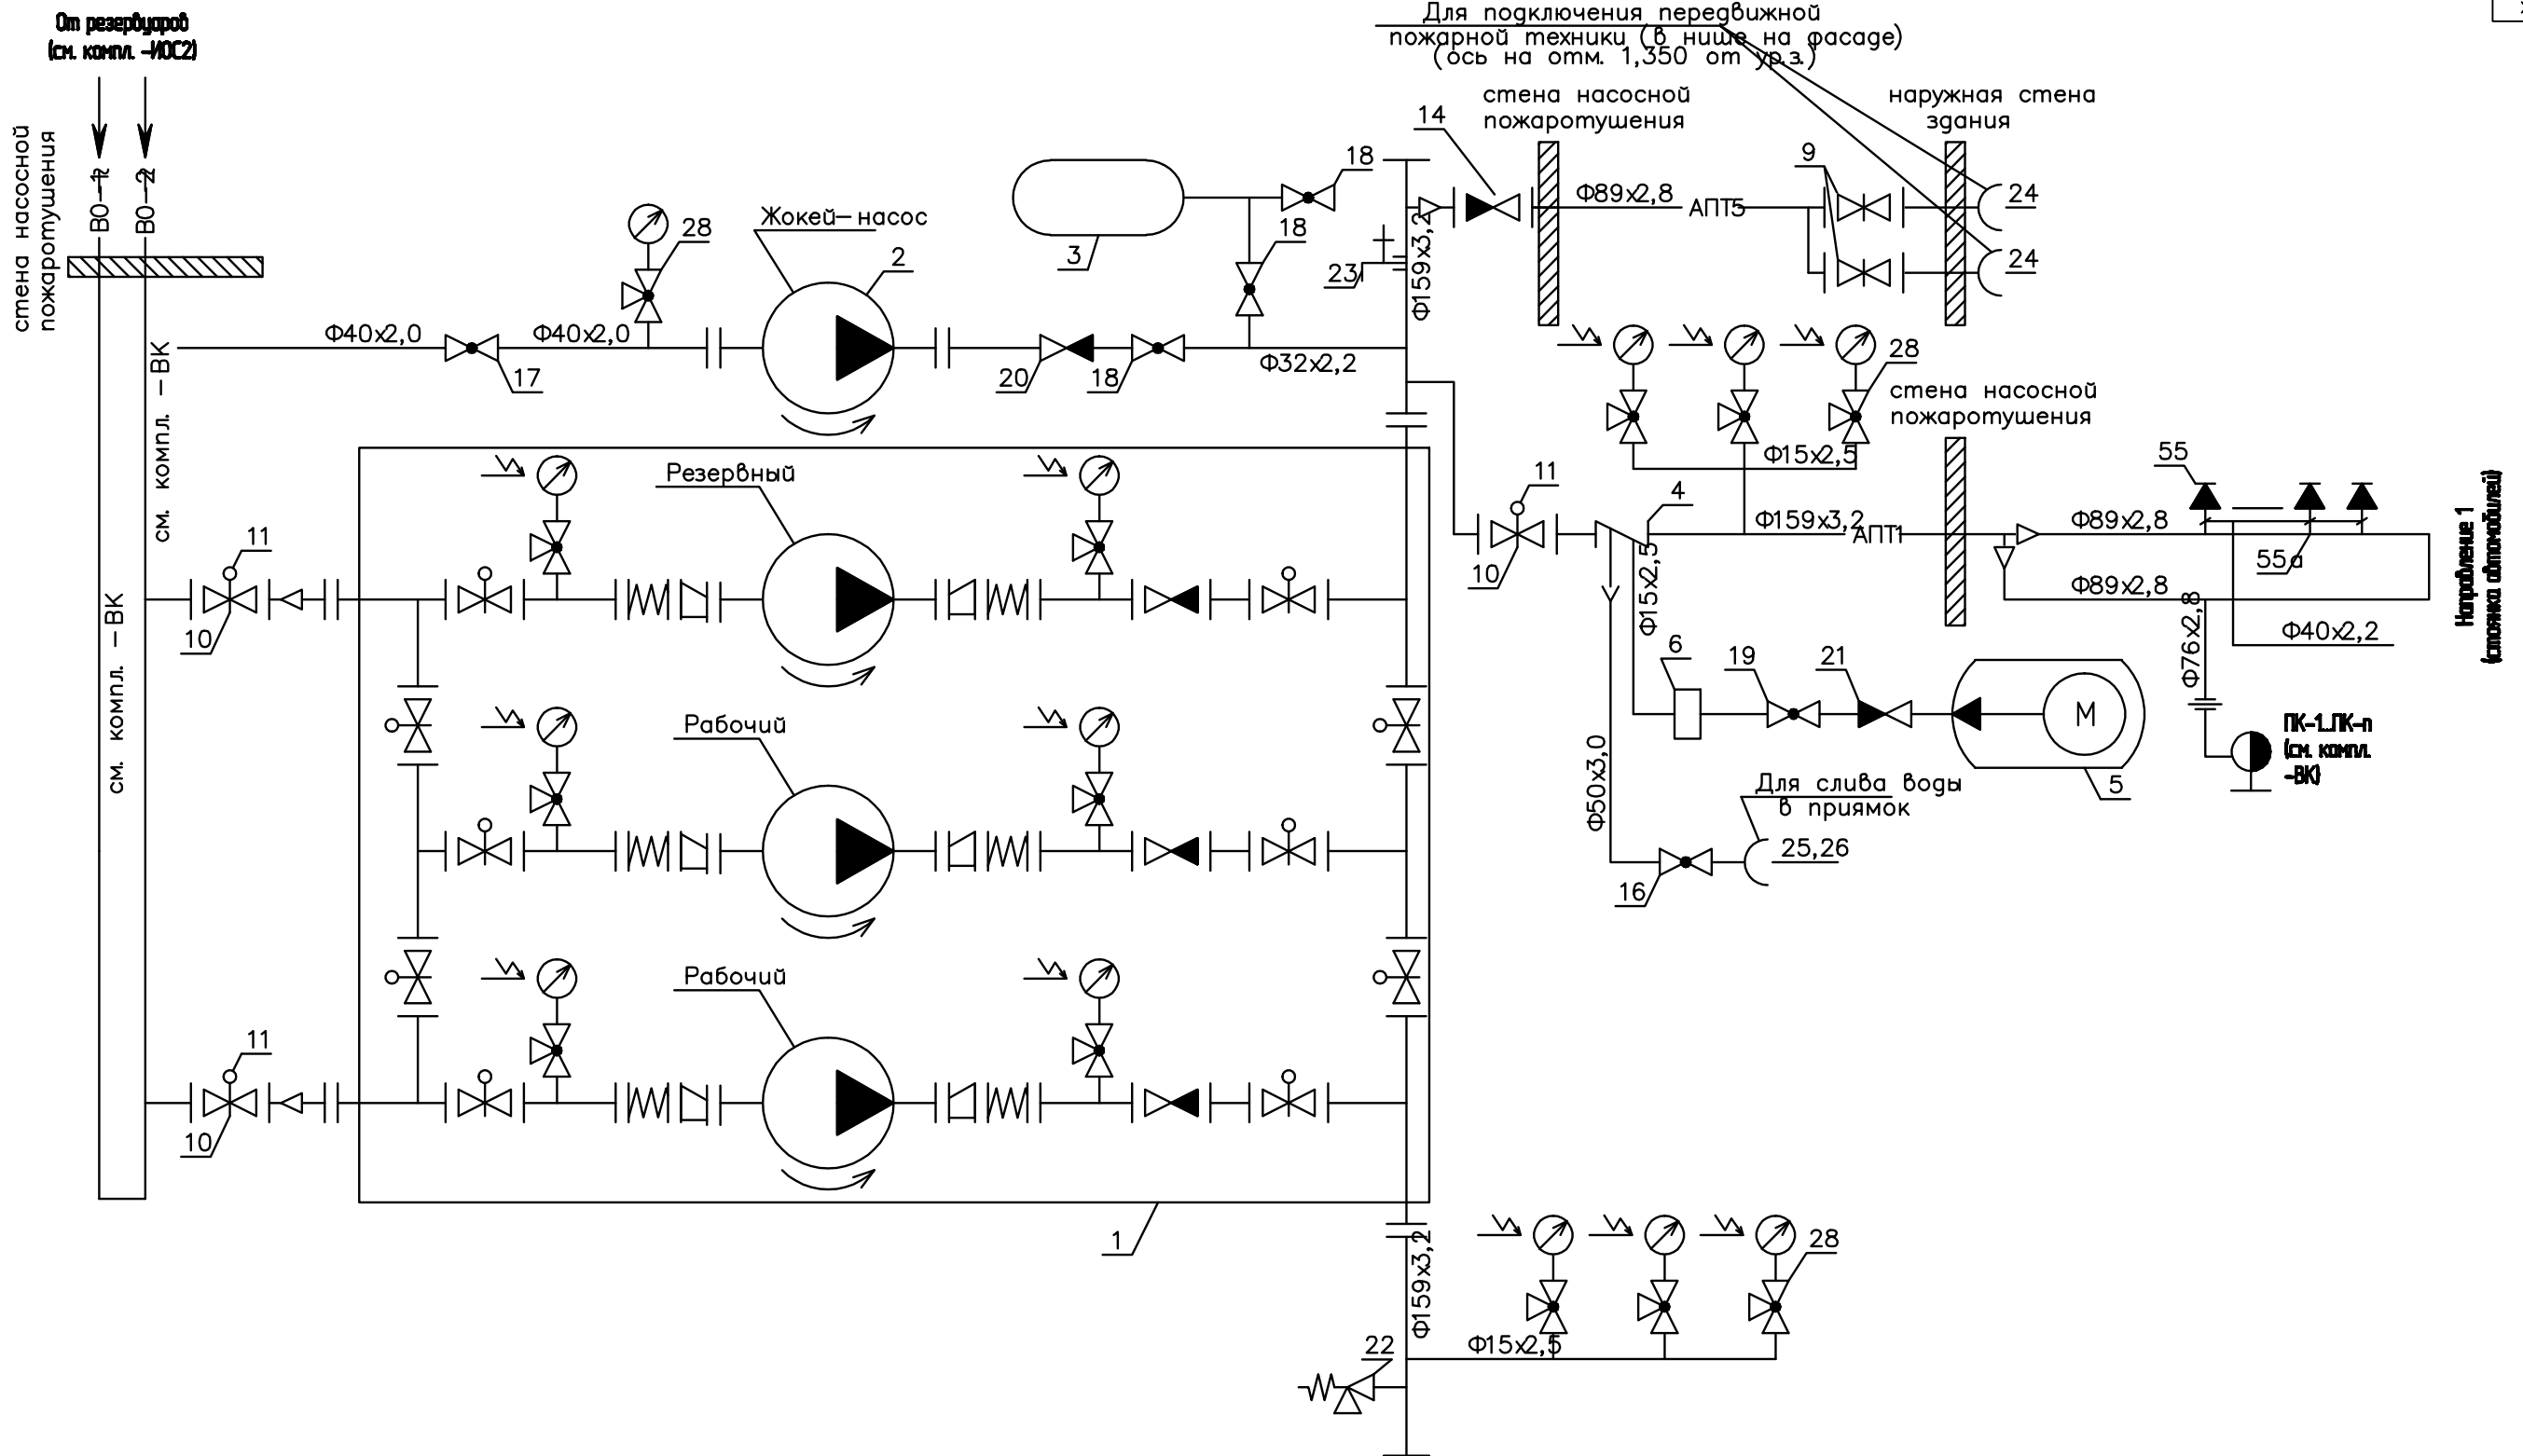 От резервуаров
(см. компл. -ИОС2)
стена насосной
пожаротушения
В0-1
В0-2
см. компл. -ВК
см. компл. -ВК
Для подключения передвижной
пожарной техники (в нише на фасаде)
(ось на отм. 1,350 от ур.з.)
стена насосной
пожаротушения
наружная стена
здания
14
9
18
Ф89х2,8
АПТ5
24
24
Жокей-насос
28
2
3
18
23
Ф159х3,2
Ф40х2,0
Ф40х2,0
17
20
18
Ф32х2,2
28
стена насосной
пожаротушения
Ф15х2,5
55
Резервный
11
10
11
10
4
Ф159х3,2
АПТ1
Ф89х2,8
55а
Ф89х2,8
Ф40х2,2
Ф76х2,8
Направление 1
(стоянка автомобилей)
Ф15х2,5
6
19
21
М
5
ПК-1...ПК-n
(см. компл.
-ВК)
Рабочий
Ф50х3,0
Для слива воды
в приямок
25,26
16
Рабочий
11
10
1
Ф159х3,2
28
Ф15х2,5
22